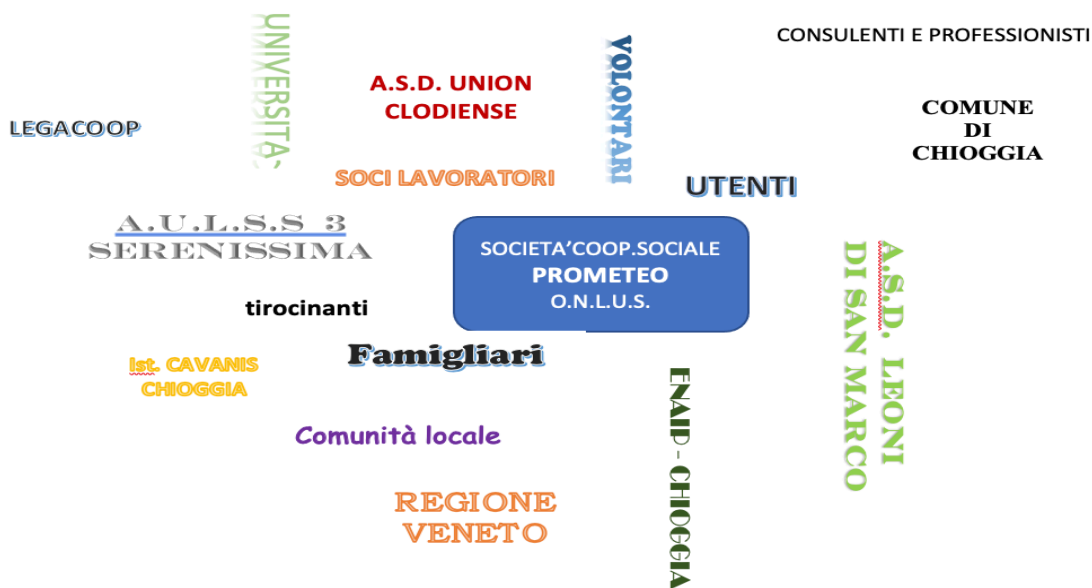 CONSULENTI E PROFESSIONISTI
UNIVERSITA'
A.S.D. UNION
CLODIENSE
VOLONTARI
LEGACOOP
COMUNE
DI
CHIOGGIA
SOCI LAVORATORI
UTENTI
A.U.L.S.S 3
SERENISSIMA
SOCIETA'COOP.SOCIALE
PROMETEO
O.N.L.U.S.
A.S.D. LEONI
DI SAN MARCO
tirocinanti
Famigliari
Ist. CAVANIS
CHIOGGIA
ENAIP - CHIOGGIA
Comunità locale
REGIONE
VENETO